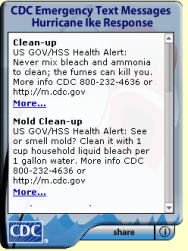 CDC Emergency Text Messages
Hurricane Ike Response
Clean-up
US GOV/HSS Health Alert:
Never mix bleach and ammonia
to clean; the fumes can kill you.
More info CDC 800-232-4636 or
http://m.cdc.gov
More...
Mold Clean-up
US GOV/HSS Health Alert: See
or smell mold? Clean it with 1
cup household liquid bleach per
1 gallon water. More info CDC
800-232-4636 or
http://m.cdc.gov
More...
CDC
share
i